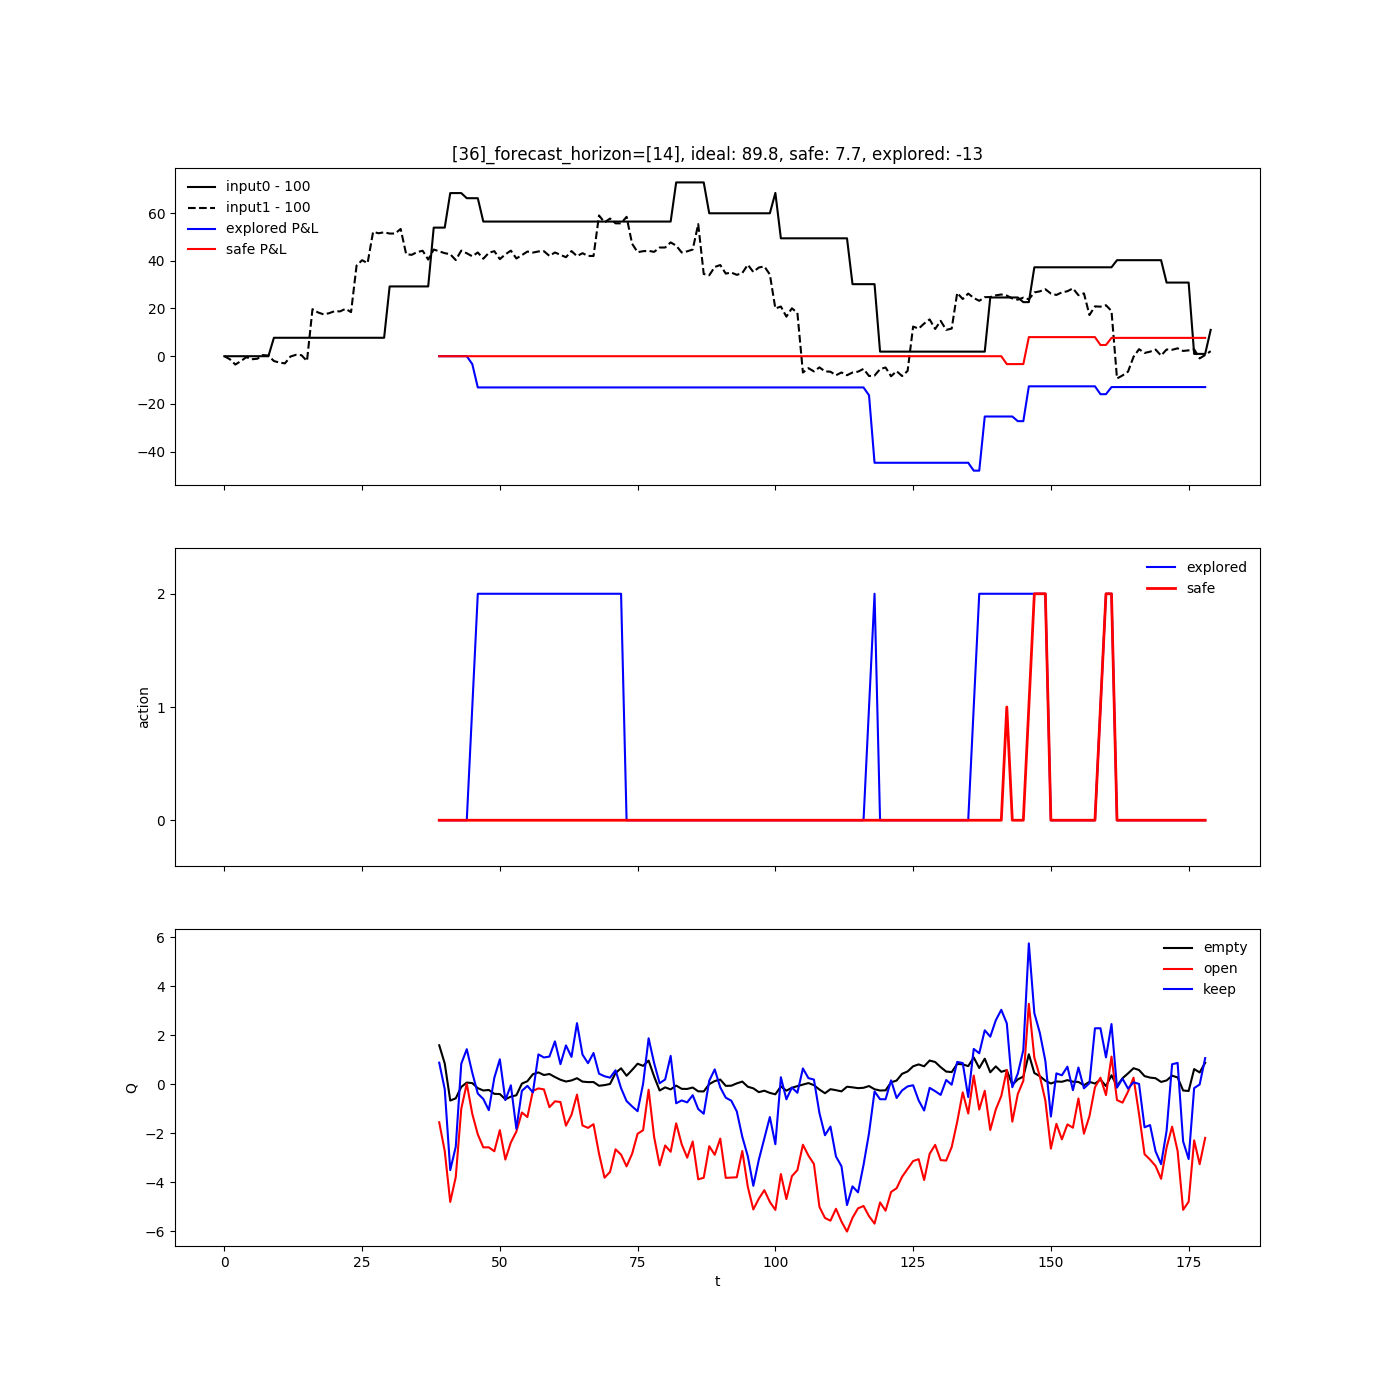 [36]_forecast_horizon=[14], ideal: 89.8, safe: 7.7, explored: -13
input0 - 100
input1 - 100
explored P&L
safe P&L
60
40
20
0
−20
−40
explored
safe
2
1
0
action
empty
open
keep
6
4
2
0
−2
−4
−6
Q
0 25 50 75 100 125 150 175
t